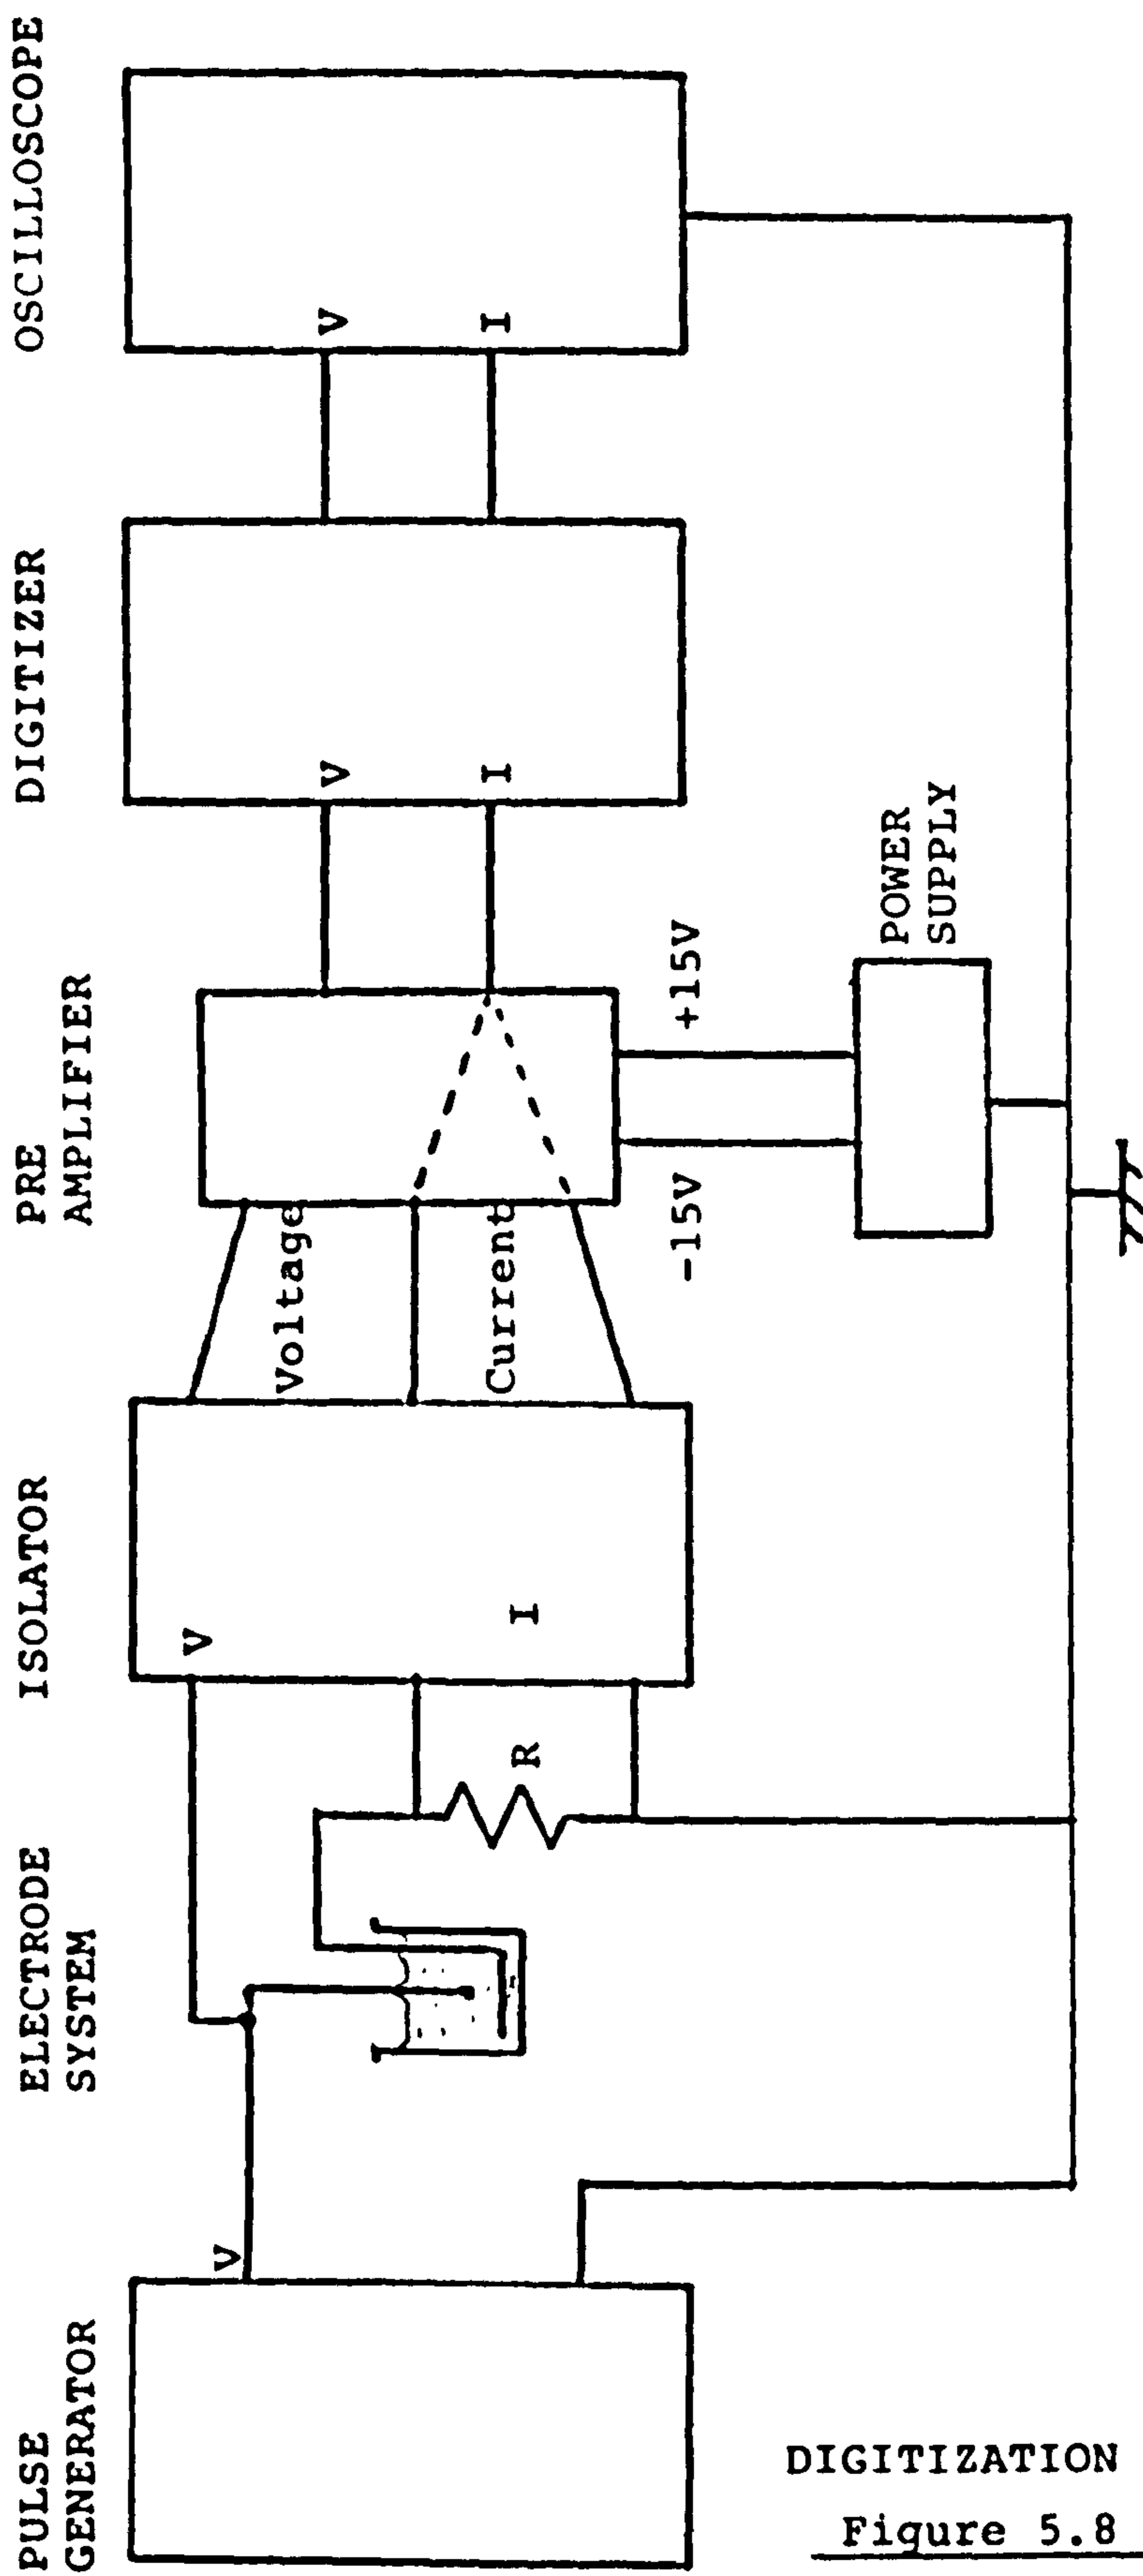 PULSE
GENERATOR
ELECTRODE
SYSTEM
ISOLATOR
PRE
AMPLIFIER
DIGITIZER
OSCILLOSCOPE
V
V
I
R
Voltage
Current
-15V
+15V
V
I
V
I
POWER
SUPPLY
DIGITIZATION
Figure 5.8